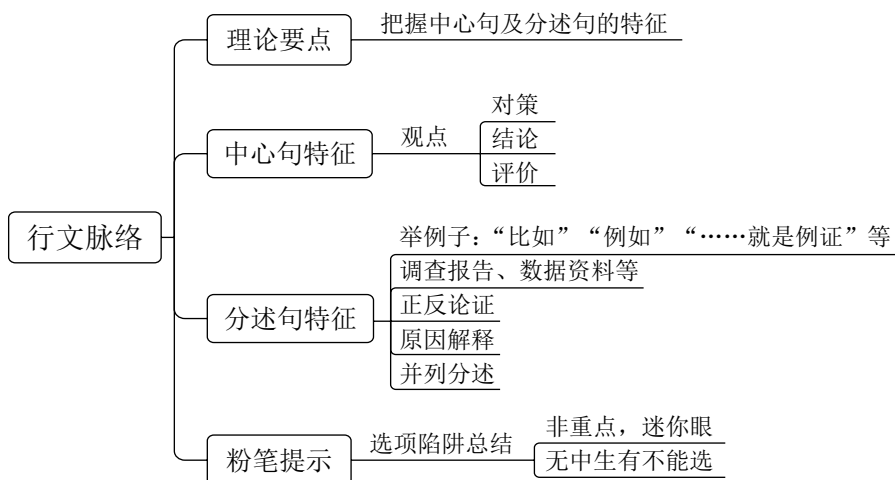 行文脉络
理论要点
把握中心句及分述句的特征
中心句特征
观点
对策
结论
评价
分述句特征
举例子：“比如”“例如”“……就是例证”等
调查报告、数据资料等
正反论证
原因解释
并列分述
粉笔提示
选项陷阱总结
非重点，迷你眼
无中生有不能选